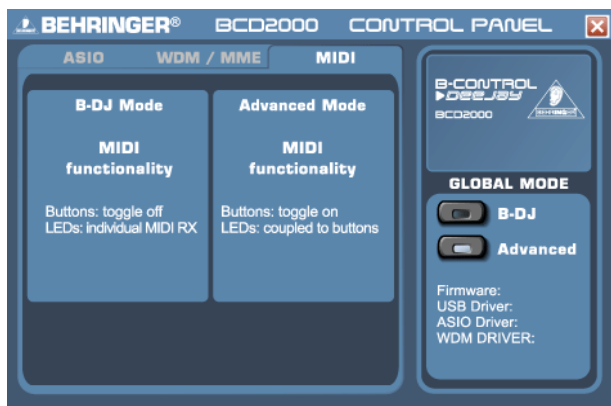 BEHRINGER® BCD2000 CONTROL PANEL
ASIO WDM / MME MIDI
B-DJ Mode
MIDI
functionality
Buttons: toggle off
LEDs: individual MIDI RX
Advanced Mode
MIDI
functionality
Buttons: toggle on
LEDs: coupled to buttons
B-CONTROL
DEEJAY
BCD2000
BEHRINGER
GLOBAL MODE
B-DJ
Advanced
Firmware:
USB Driver:
ASIO Driver:
WDM DRIVER: